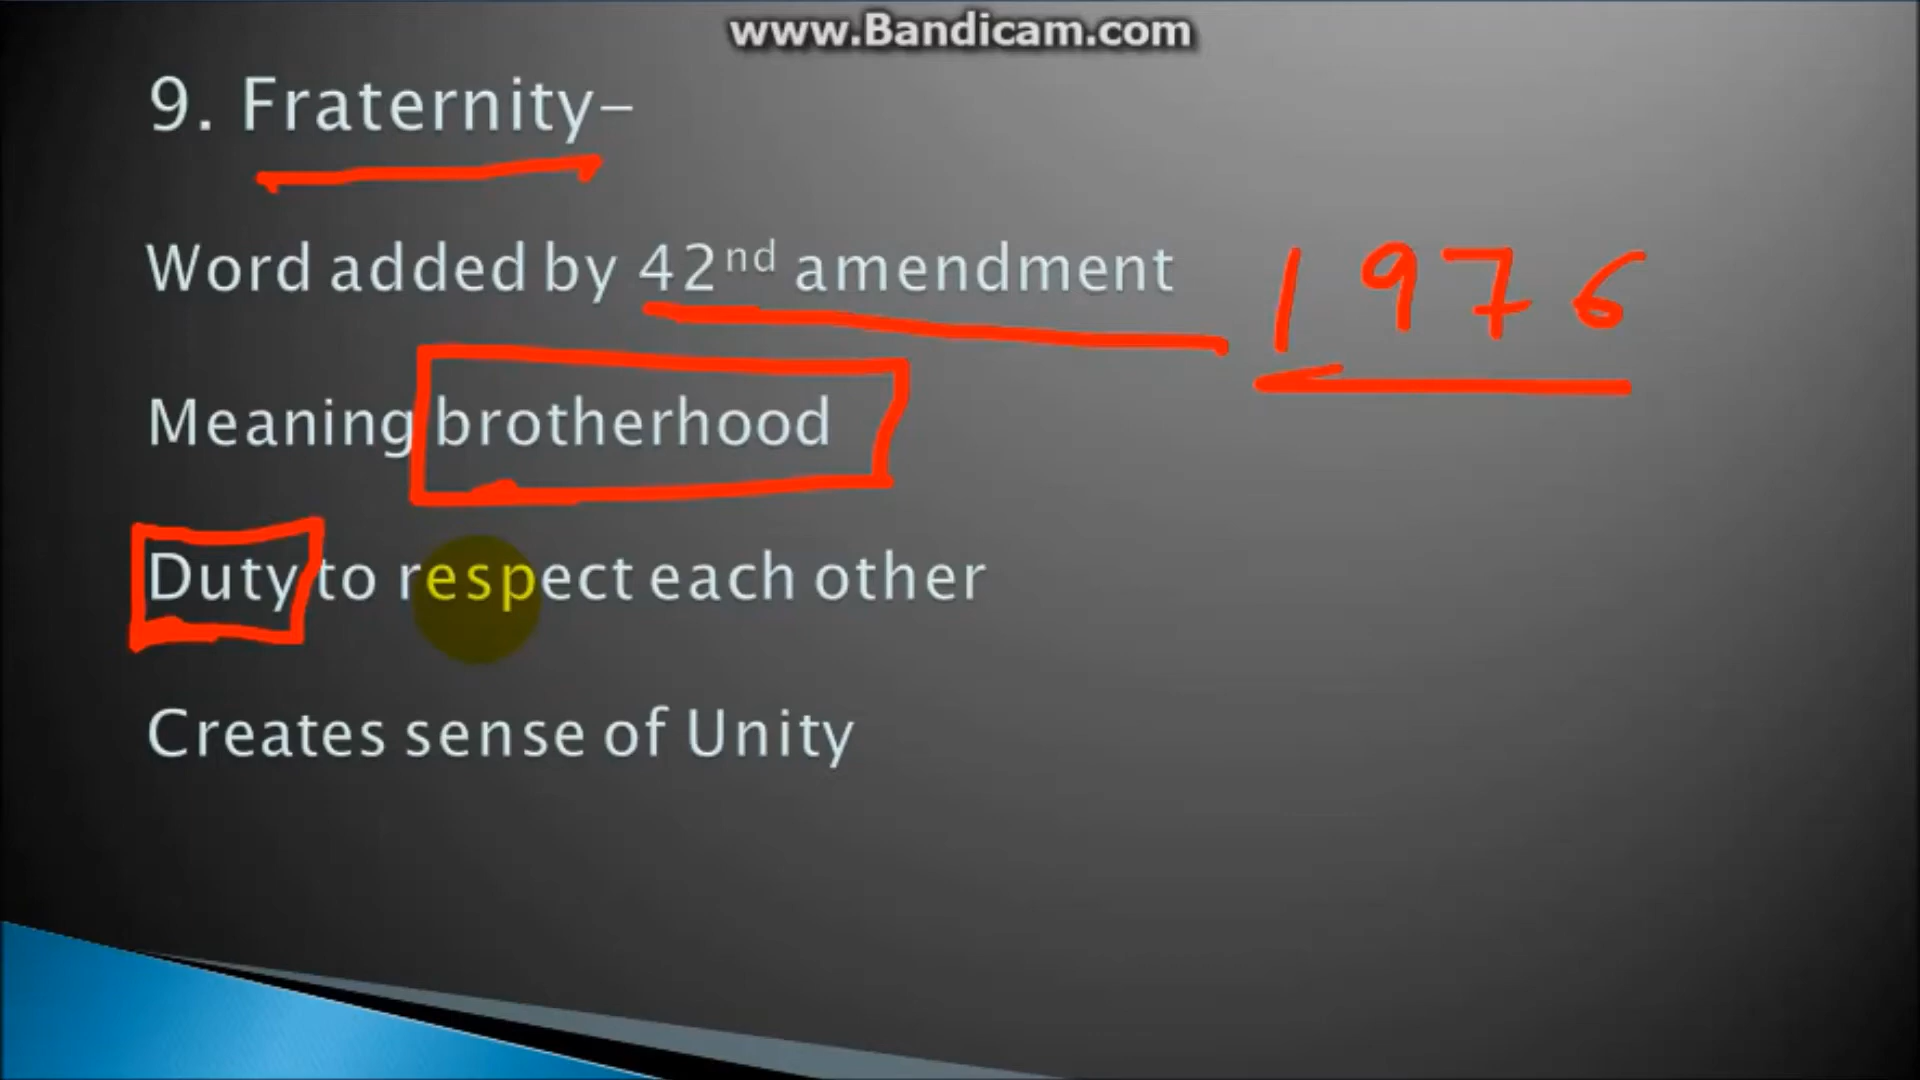 www.Bandicam.com
9. Fraternity-
Word added by 42nd amendment 1976
Meaning brotherhood
Duty to respect each other
Creates sense of Unity